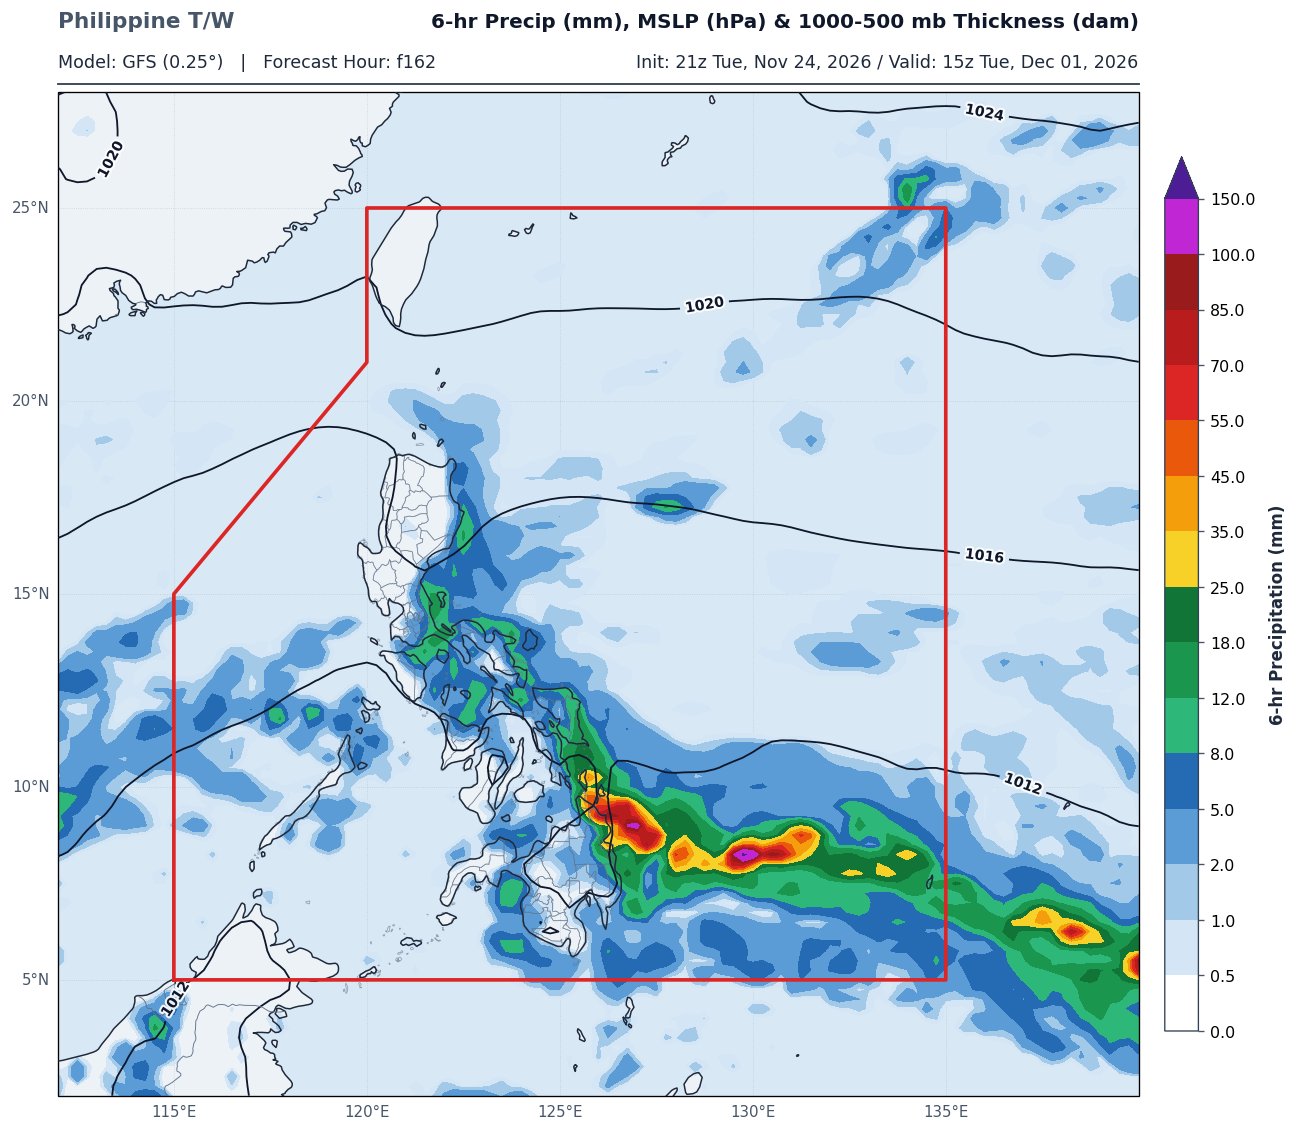 Philippine T/W
6-hr Precip (mm), MSLP (hPa) & 1000-500 mb Thickness (dam)
Model: GFS (0.25°) | Forecast Hour: f162
Init: 21z Tue, Nov 24, 2026 / Valid: 15z Tue, Dec 01, 2026
1024
1020
1020
1016
1012
1012
25°N
20°N
15°N
10°N
5°N
115°E
120°E
125°E
130°E
135°E
150.0
100.0
85.0
70.0
55.0
45.0
35.0
25.0
18.0
12.0
8.0
5.0
2.0
1.0
0.5
0.0
6-hr Precipitation (mm)